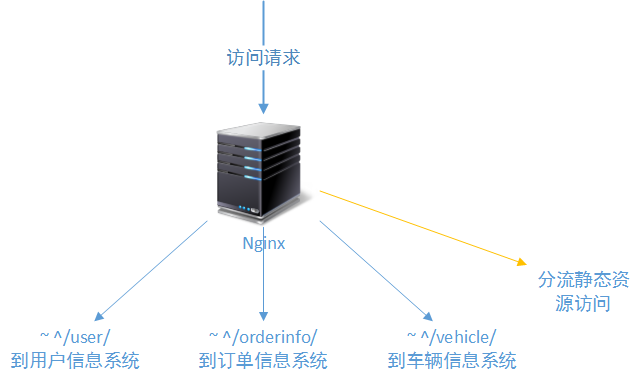 访问请求
Nginx
分流静态资
源访问
~ ^/user/
到用户信息系统
~ ^/orderinfo/
到订单信息系统
~ ^/vehicle/
到车辆信息系统